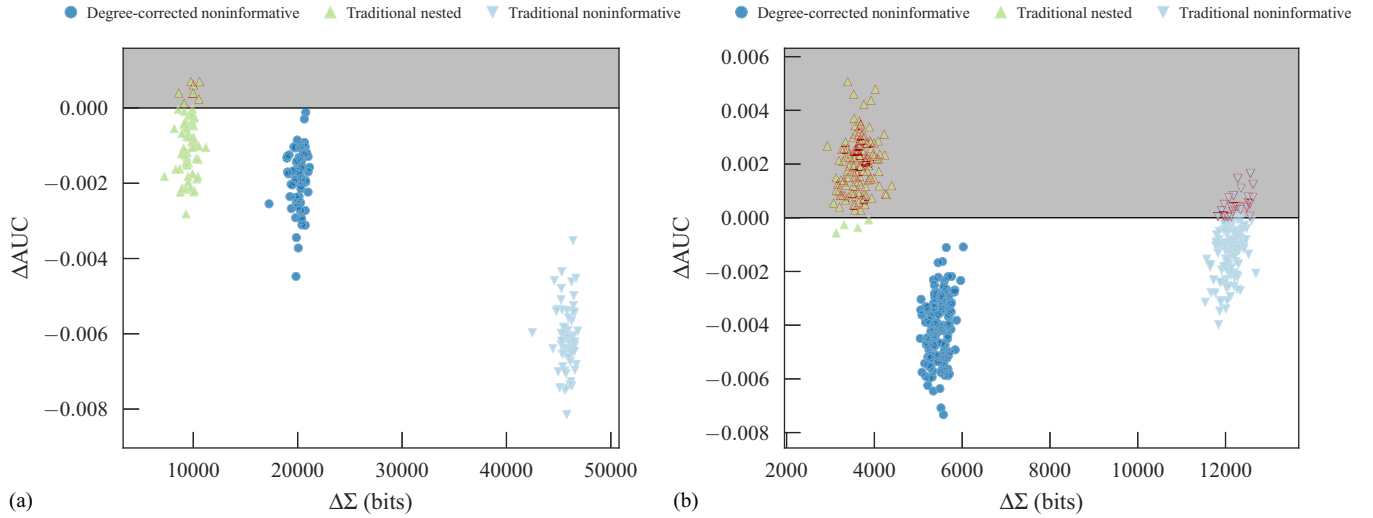 Degree-corrected noninformative Traditional nested Traditional noninformative
0.000
−0.002
−0.004
−0.006
−0.008
ΔAUC
10000 20000 30000 40000 50000
ΔΣ (bits)
(a)
Degree-corrected noninformative Traditional nested Traditional noninformative
0.006
0.004
0.002
0.000
−0.002
−0.004
−0.006
−0.008
ΔAUC
2000 4000 6000 8000 10000 12000
ΔΣ (bits)
(b)